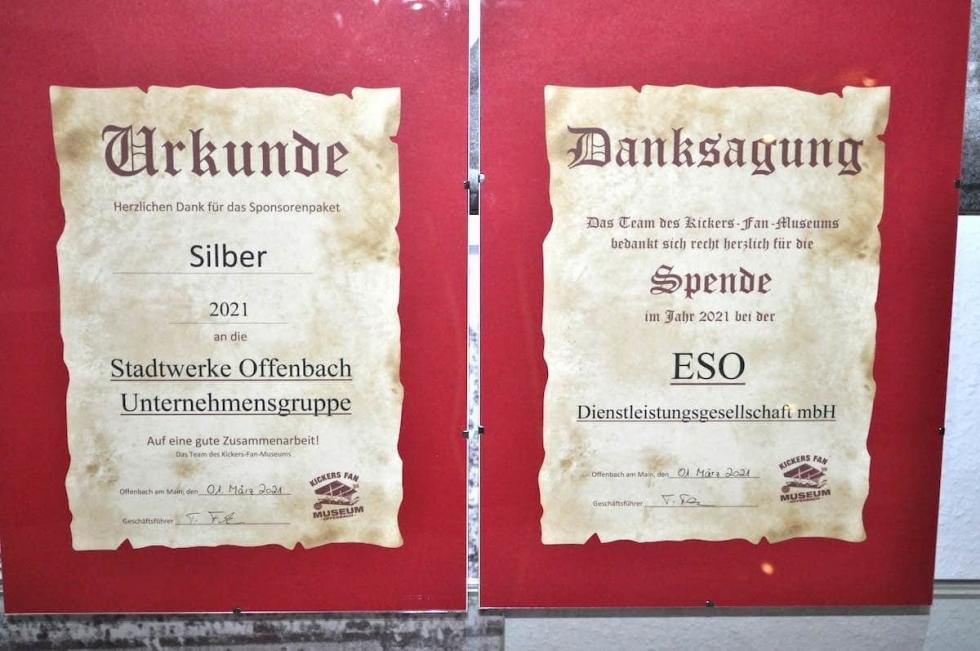 Urkunde
Herzlichen Dank für das Sponsorenpaket
Silber
2021
an die
Stadtwerke Offenbach
Unternehmensgruppe
Auf eine gute Zusammenarbeit!
Das Team des Kickers-Fan-Museums
Offenbach am Main, den 01. März 2021
Geschäftsführer
KICKERS FAN
MUSEUM
OFFENBACH
Danksagung
Das Team des Kickers-Fan-Museums
bedankt sich recht herzlich für die
Spende
im Jahr 2021 bei der
ESO
Dienstleistungsgesellschaft mbH
Offenbach am Main, den 01. März 2021
Geschäftsführer
KICKERS FAN
MUSEUM
OFFENBACH